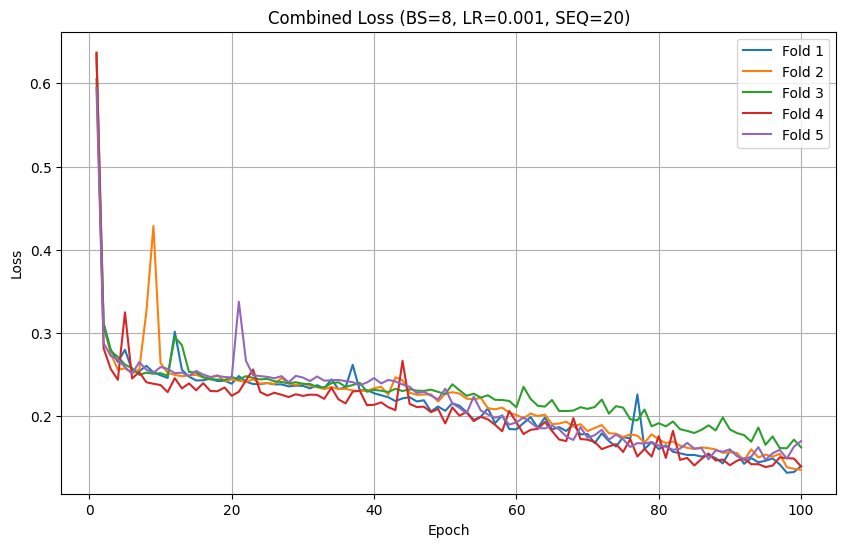 Combined Loss (BS=8, LR=0.001, SEQ=20)
Fold 1
Fold 2
Fold 3
Fold 4
Fold 5
Loss
0.6
0.5
0.4
0.3
0.2
0 20 40 60 80 100
Epoch